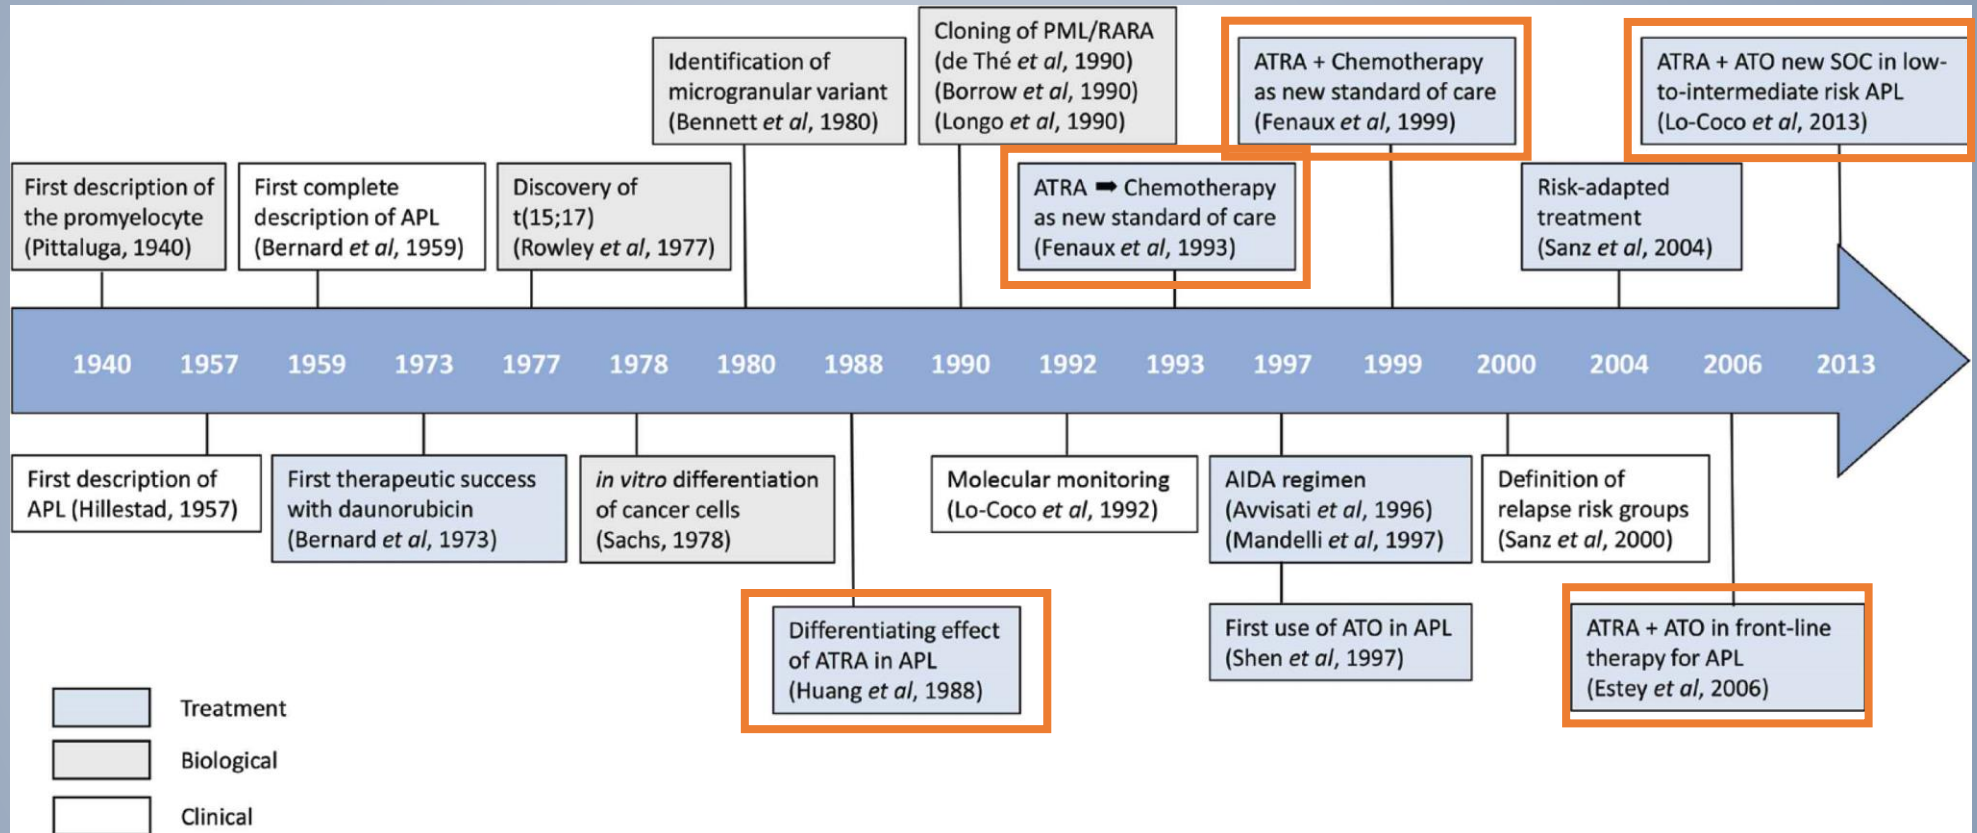 Identification of
microgranular variant
(Bennett et al, 1980)
Cloning of PML/RARA
(de Thé et al, 1990)
(Borrow et al, 1990)
(Longo et al, 1990)
ATRA + Chemotherapy
as new standard of care
(Fenaux et al, 1999)
ATRA + ATO new SOC in low-
to-intermediate risk APL
(Lo-Coco et al, 2013)
First description of
the promyelocyte
(Pittaluga, 1940)
First complete
description of APL
(Bernard et al, 1959)
Discovery of
t(15;17)
(Rowley et al, 1977)
ATRA ➡ Chemotherapy
as new standard of care
(Fenaux et al, 1993)
Risk-adapted
treatment
(Sanz et al, 2004)
1940 1957 1959 1973 1977 1978 1980 1988 1990 1992 1993 1997 1999 2000 2004 2006 2013
First description of
APL (Hillestad, 1957)
First therapeutic success
with daunorubicin
(Bernard et al, 1973)
in vitro differentiation
of cancer cells
(Sachs, 1978)
Molecular monitoring
(Lo-Coco et al, 1992)
AIDA regimen
(Avvisati et al, 1996)
(Mandelli et al, 1997)
Definition of
relapse risk groups
(Sanz et al, 2000)
Differentiating effect
of ATRA in APL
(Huang et al, 1988)
First use of ATO in APL
(Shen et al, 1997)
ATRA + ATO in front-line
therapy for APL
(Estey et al, 2006)
Treatment
Biological
Clinical